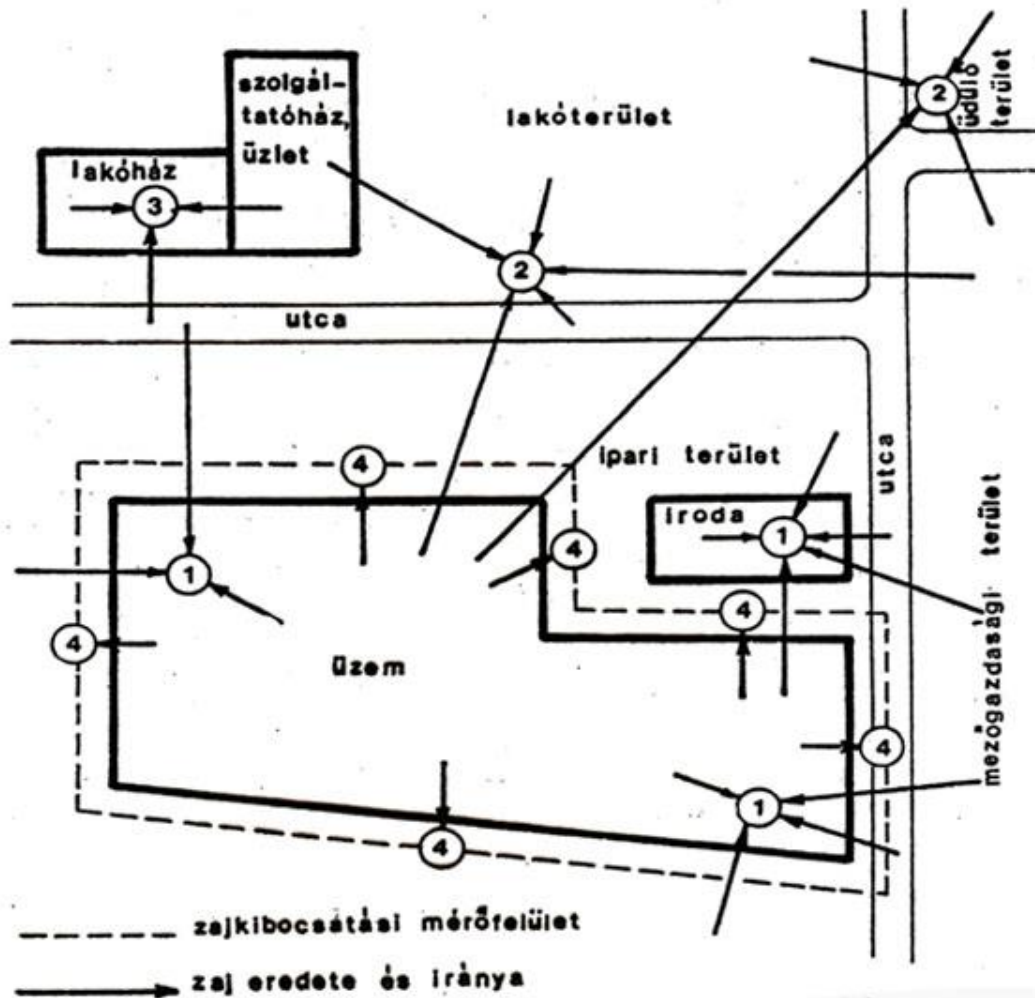 szolgál-
tatóház,
üzlet
lakóház
3
lakóterület
2
üdülő
terület
2
utca
4
ipari terület
iroda
1
4
1
4
4
üzem
utca
mezőgazdasági terület
4
1
4
zajkibocsátási mérőfelület
zaj eredete és iránya